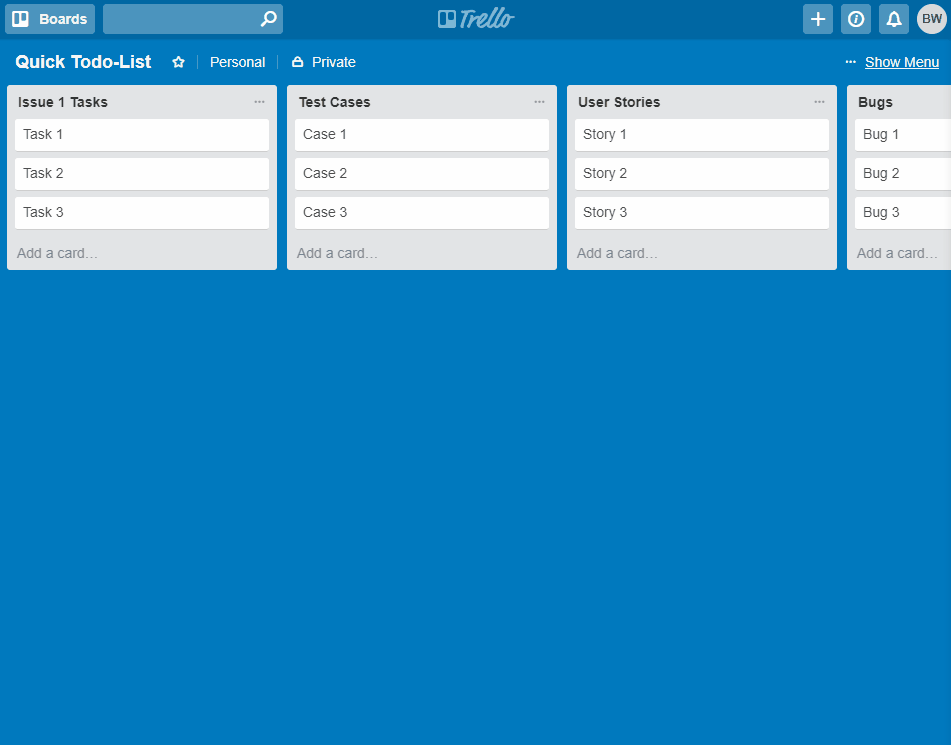 Boards
Trello
BW
Quick Todo-List
Personal
Private
... Show Menu
Issue 1 Tasks ...
Task 1
Task 2
Task 3
Add a card…
Test Cases ...
Case 1
Case 2
Case 3
Add a card…
User Stories ...
Story 1
Story 2
Story 3
Add a card…
Bugs
Bug 1
Bug 2
Bug 3
Add a card…